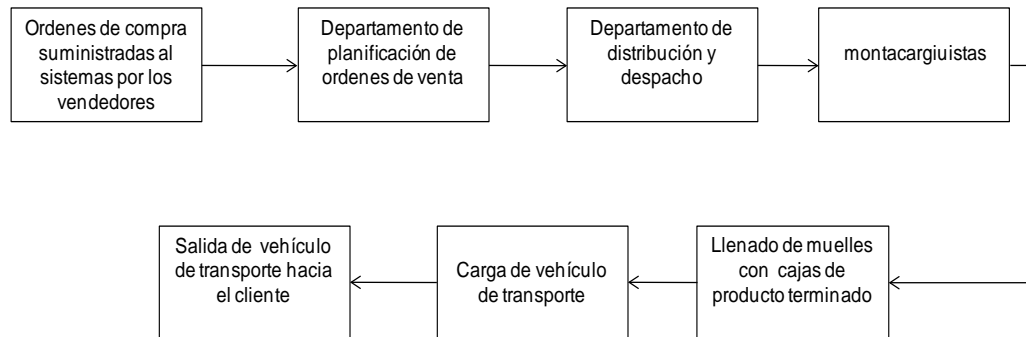 Ordenes de compra
suministradas al
sistemas por los
vendedores
Departamento de
planificación de
ordenes de venta
Departamento de
distribución y
despacho
montacargiuistas
Llenado de muelles
con cajas de
producto terminado
Carga de vehículo
de transporte
Salida de vehículo
de transporte hacia
el cliente